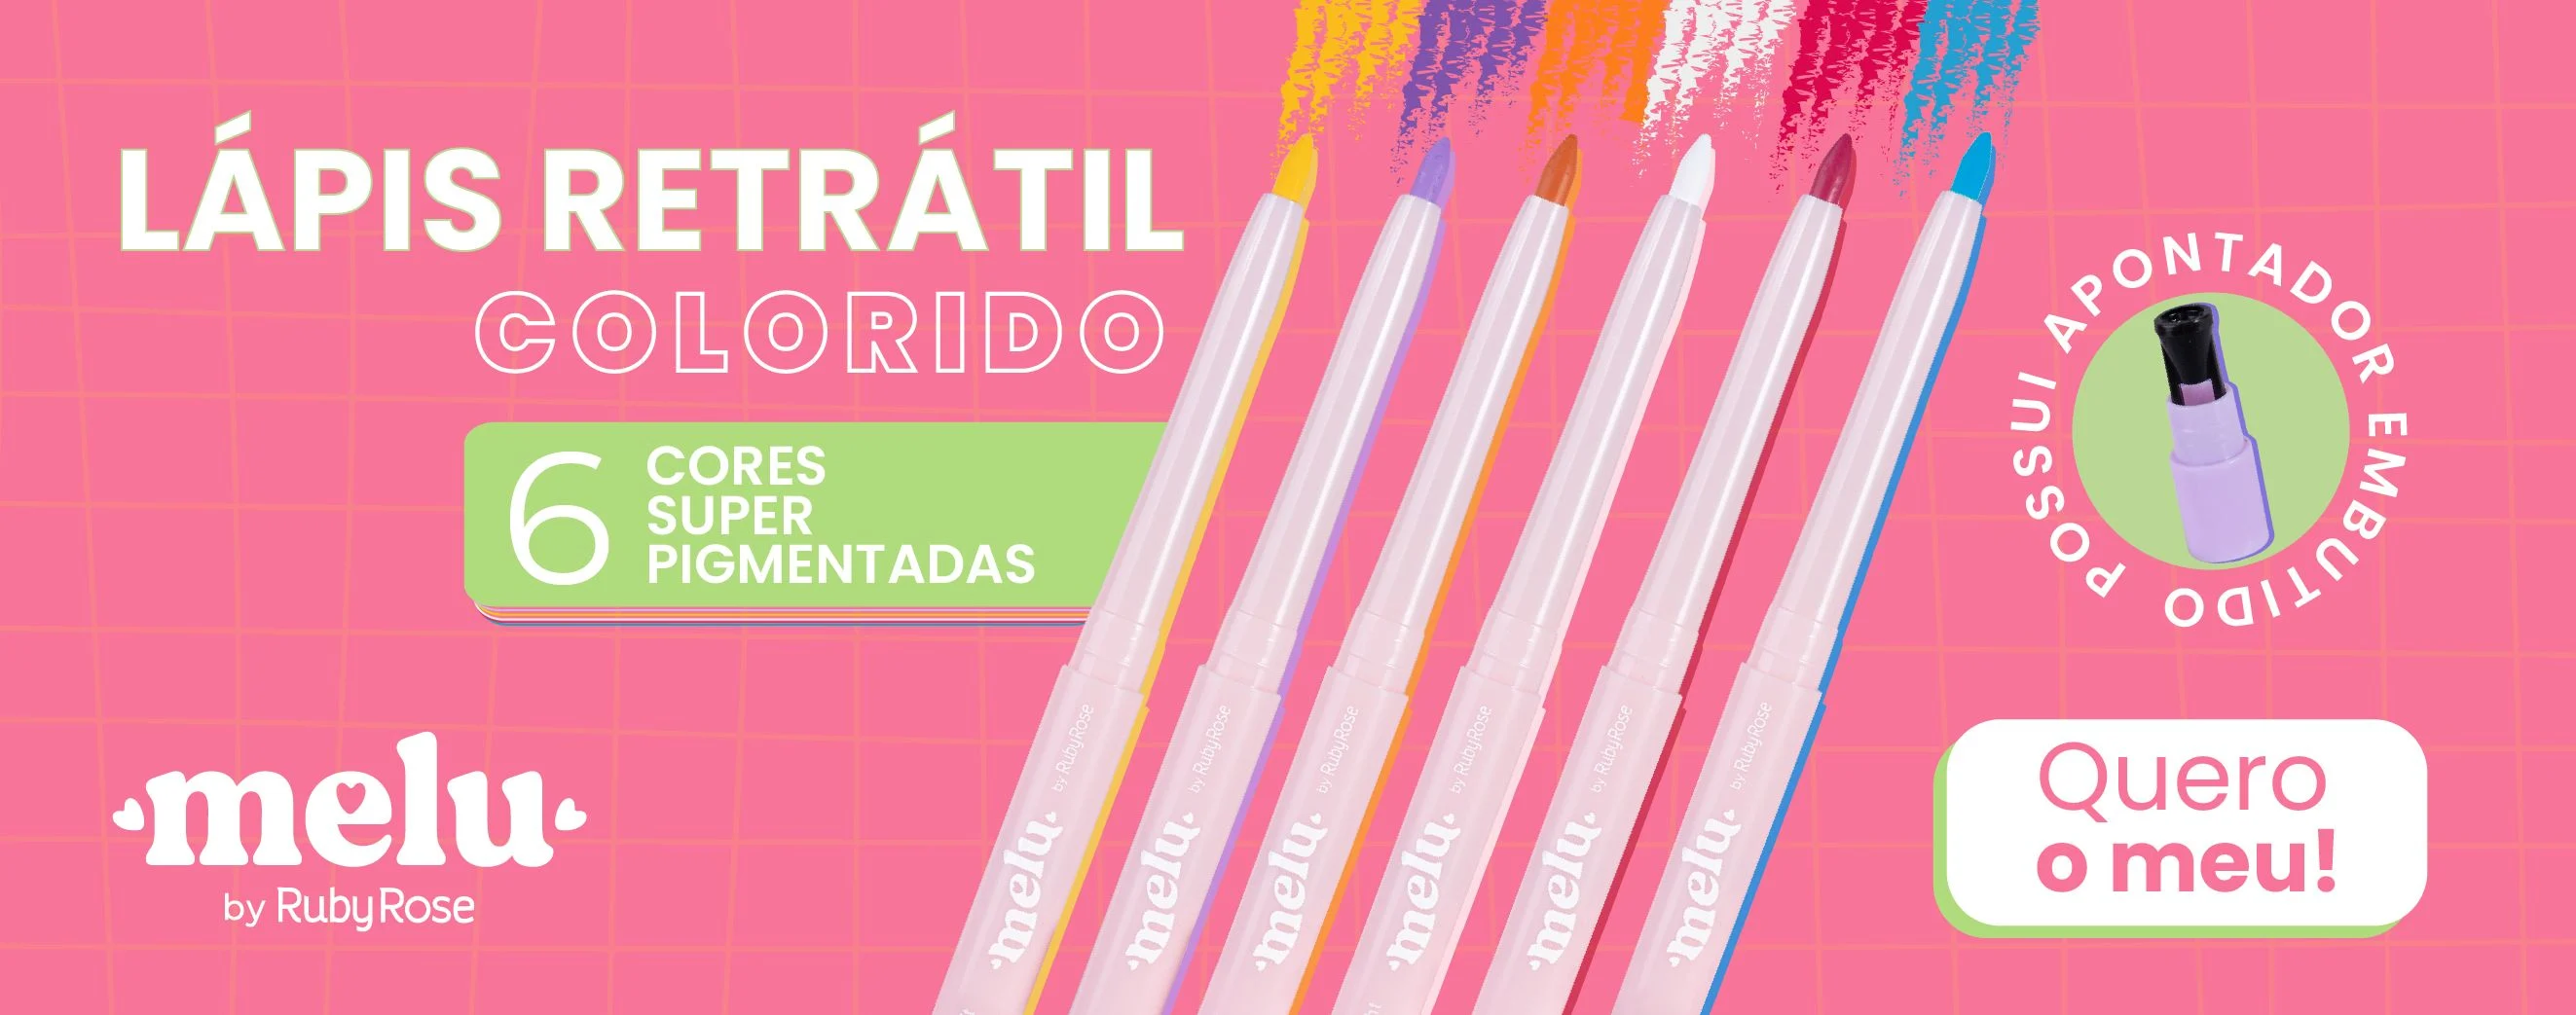 LÁPIS RETRÁTIL
COLORIDO
6
CORES
SUPER
PIGMENTADAS
melu
by RubyRose
melu by RubyRose
melu by RubyRose
melu by RubyRose
melu by RubyRose
melu by RubyRose
melu by RubyRose
POSSUI APONTADOR EMBUTIDO
Quero
o meu!